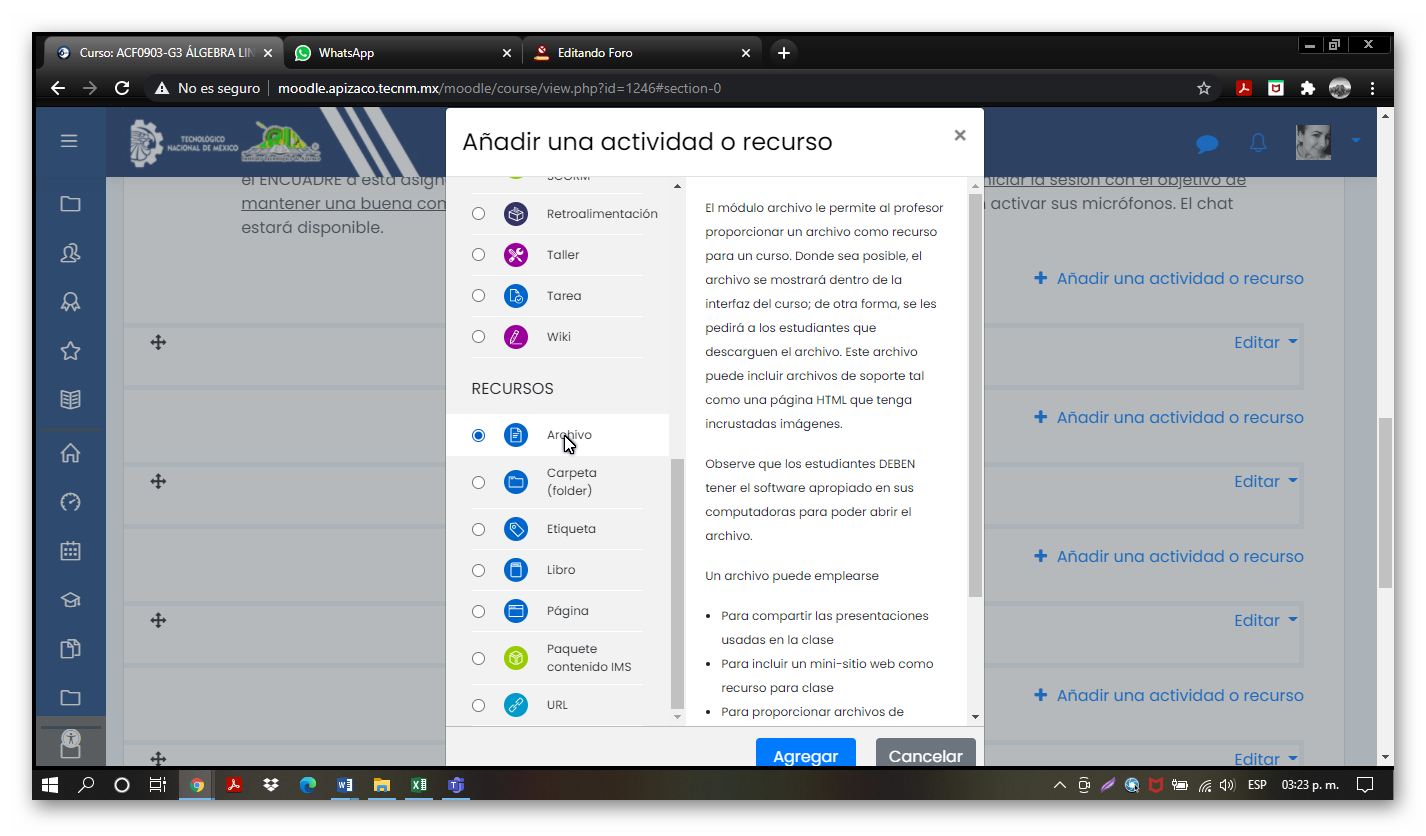 Curso: ACF0903-G3 ÁLGEBRA LIN
WhatsApp
Editando Foro
No es seguro
moodle.apizaco.tecnm.mx/moodle/course/view.php?id=1246#section-0
TECNOLÓGICO
NACIONAL DE MÉXICO
Añadir una actividad o recurso
el ENCUADRE a esta asign
niciar la sesión con el objetivo de
mantener una buena com
activar sus micrófonos. El chat
estará disponible.
SCORM
Retroalimentación
Taller
Tarea
Wiki
RECURSOS
Archivo
Carpeta
(folder)
Etiqueta
Libro
Página
Paquete
contenido IMS
URL
El módulo archivo le permite al profesor
proporcionar un archivo como recurso
para un curso. Donde sea posible, el
archivo se mostrará dentro de la
interfaz del curso; de otra forma, se les
pedirá a los estudiantes que
descarguen el archivo. Este archivo
puede incluir archivos de soporte tal
como una página HTML que tenga
incrustadas imágenes.
Observe que los estudiantes DEBEN
tener el software apropiado en sus
computadoras para poder abrir el
archivo.
Un archivo puede emplearse
• Para compartir las presentaciones
usadas en la clase
• Para incluir un mini-sitio web como
recurso para clase
• Para proporcionar archivos de
Agregar
Cancelar
Añadir una actividad o recurso
Editar
Añadir una actividad o recurso
Editar
Añadir una actividad o recurso
Editar
Añadir una actividad o recurso
Editar
ESP
03:23 p. m.